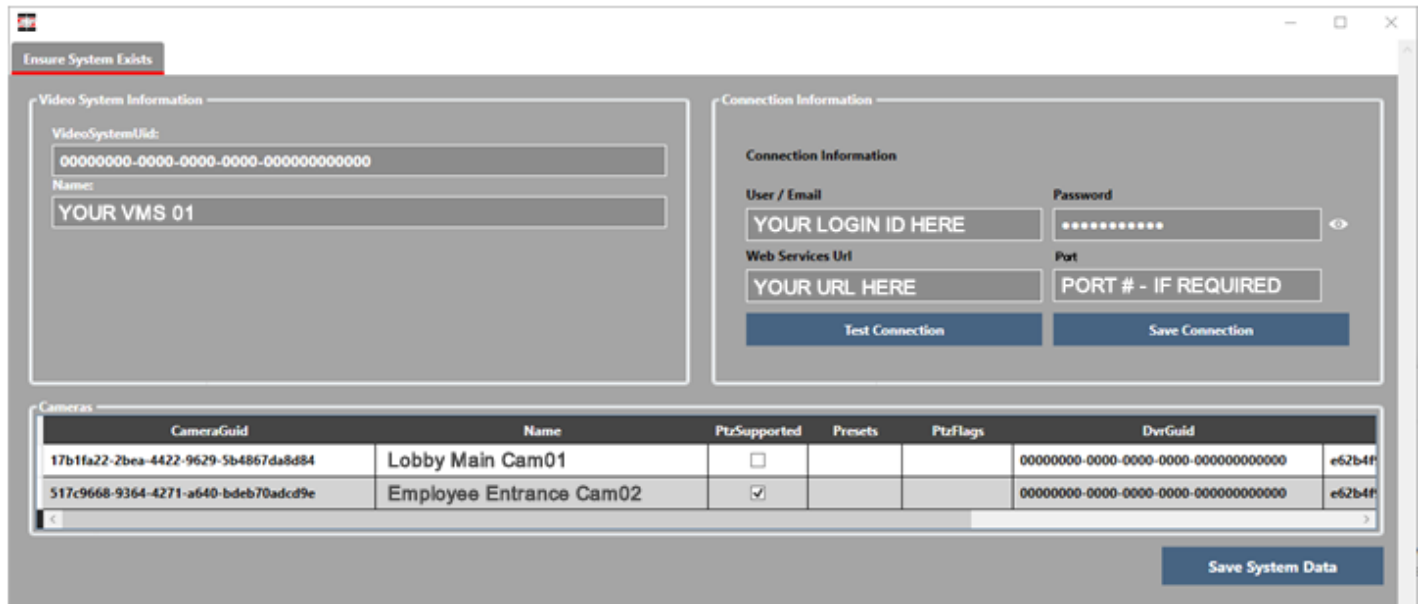 Ensure System Exists
Video System Information
VideoSystemUid:
00000000-0000-0000-0000-000000000000
Name:
YOUR VMS 01
Connection Information
Connection Information
User / Email
Password
YOUR LOGIN ID HERE
•••••••••••
Web Services Url
Port
YOUR URL HERE
PORT # - IF REQUIRED
Test Connection
Save Connection
Cameras
CameraGuid Name PtzSupported Presets PtzFlags DvrGuid
17b1fa22-2bea-4422-9629-5b4867da8d84 Lobby Main Cam01 00000000-0000-0000-0000-000000000000
517c9668-9364-4271-a640-bdeb70adcd9e Employee Entrance Cam02 00000000-0000-0000-0000-000000000000
Save System Data